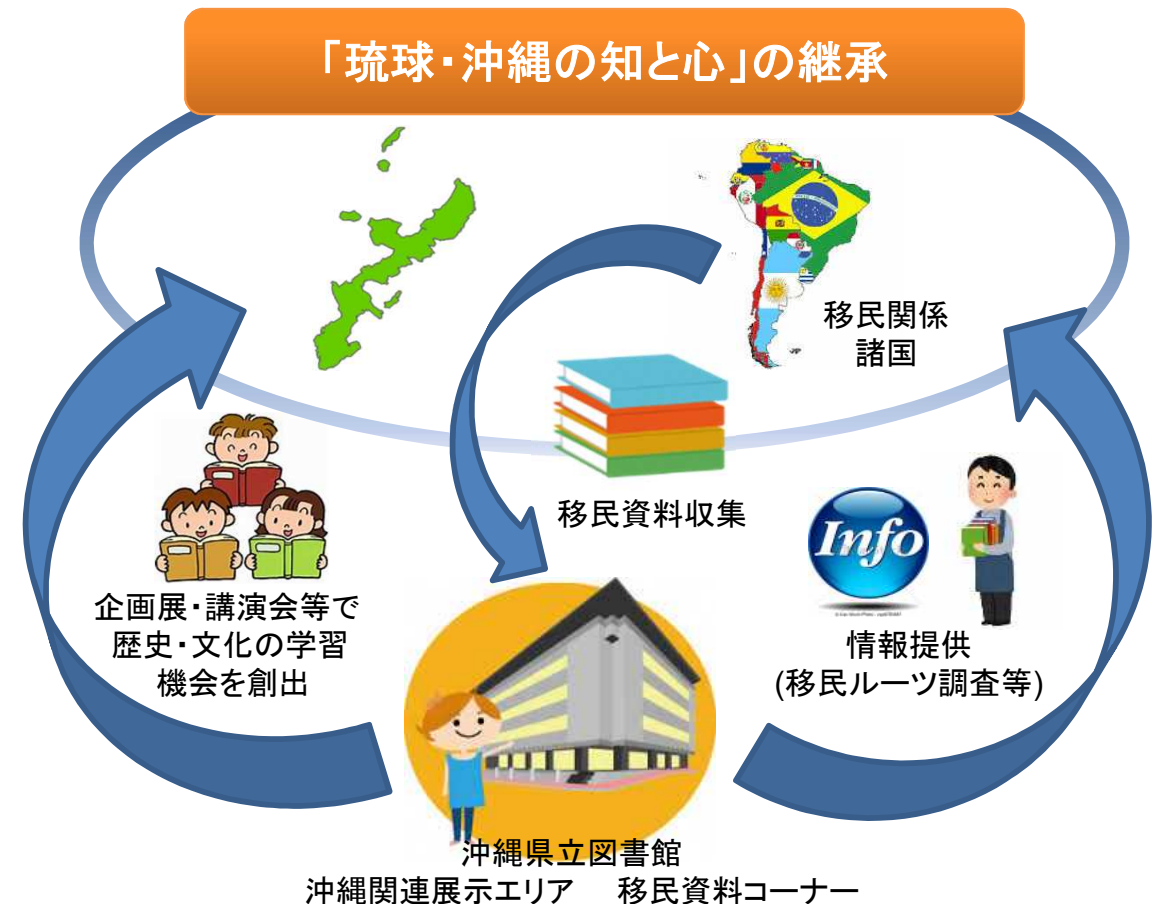 「琉球・沖縄の知と心」の継承
移民関係
諸国
移民資料収集
Info
企画展・講演会等で
歴史・文化の学習
機会を創出
情報提供
(移民ルーツ調査等)
沖縄県立図書館
沖縄関連展示エリア　移民資料コーナー